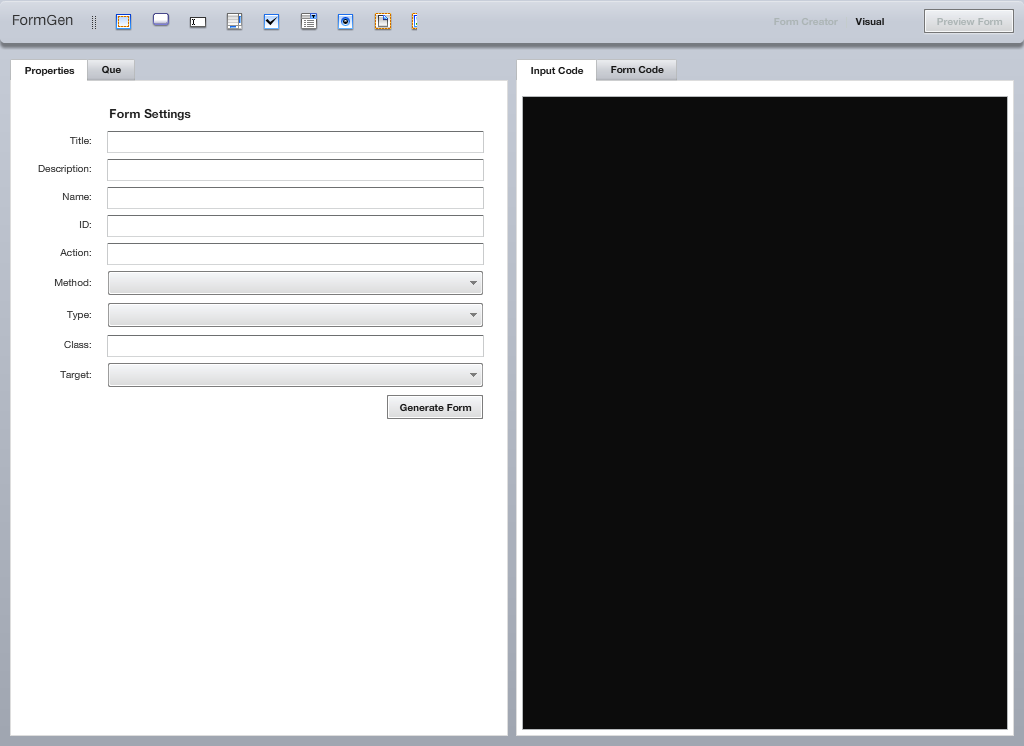 FormGen
Form Creator
Visual
Preview Form
Properties
Que
Input Code
Form Code
Form Settings
Title:
Description:
Name:
ID:
Action:
Method:
Type:
Class:
Target:
Generate Form